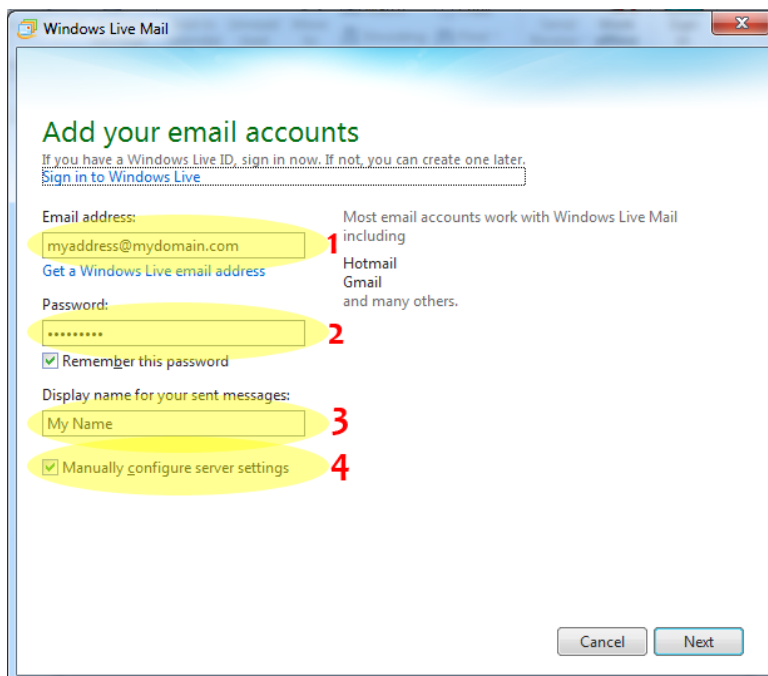 Windows Live Mail
Add your email accounts
If you have a Windows Live ID, sign in now. If not, you can create one later.
Sign in to Windows Live
Email address:
myaddress@mydomain.com 1
Get a Windows Live email address
Password:
••••••••• 2
Remember this password
Display name for your sent messages:
My Name 3
Manually configure server settings 4
Most email accounts work with Windows Live Mail
including
Hotmail
Gmail
and many others.
Cancel Next